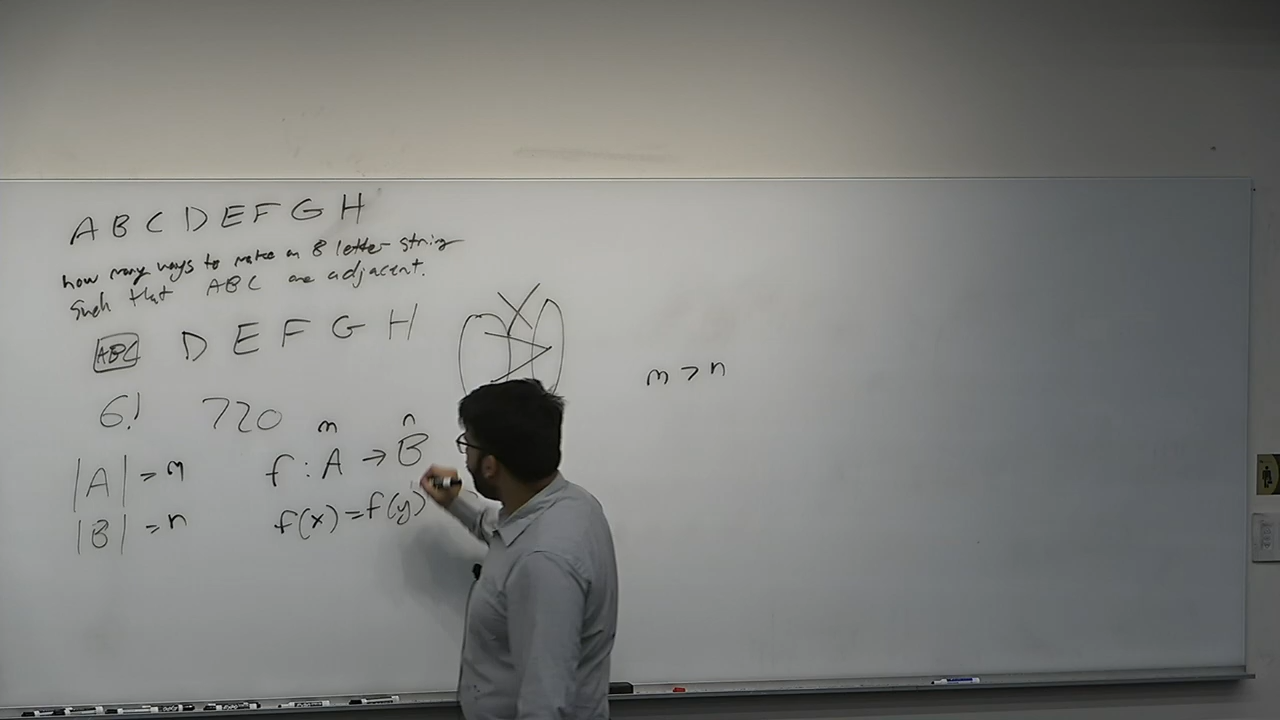 A B C D E F G H
how many ways to make an 8 letter string
such that ABC are adjacent.
ABC D E F G H
6! 720
m n
|A| = m f : A → B
|B| = n f(x) = f(y)
m > n